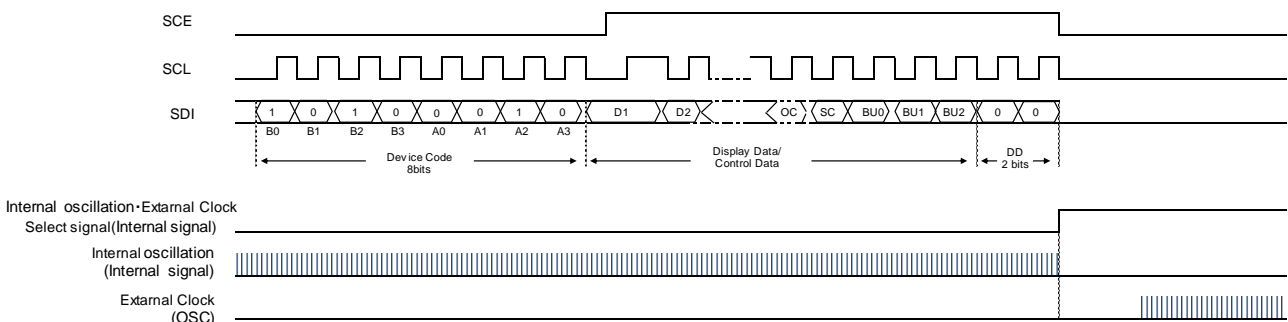 SCE
SCL
SDI
1 0 1 0 0 0 1 0 D1 D2 OC SC BU0 BU1 BU2 0 0
B0 B1 B2 B3 A0 A1 A2 A3
Device Code
8bits
Display Data/
Control Data
DD
2 bits
Internal oscillation･Extarnal Clock
Select signal(Internal signal)
Internal oscillation
(Internal signal)
Extarnal Clock
(OSC)